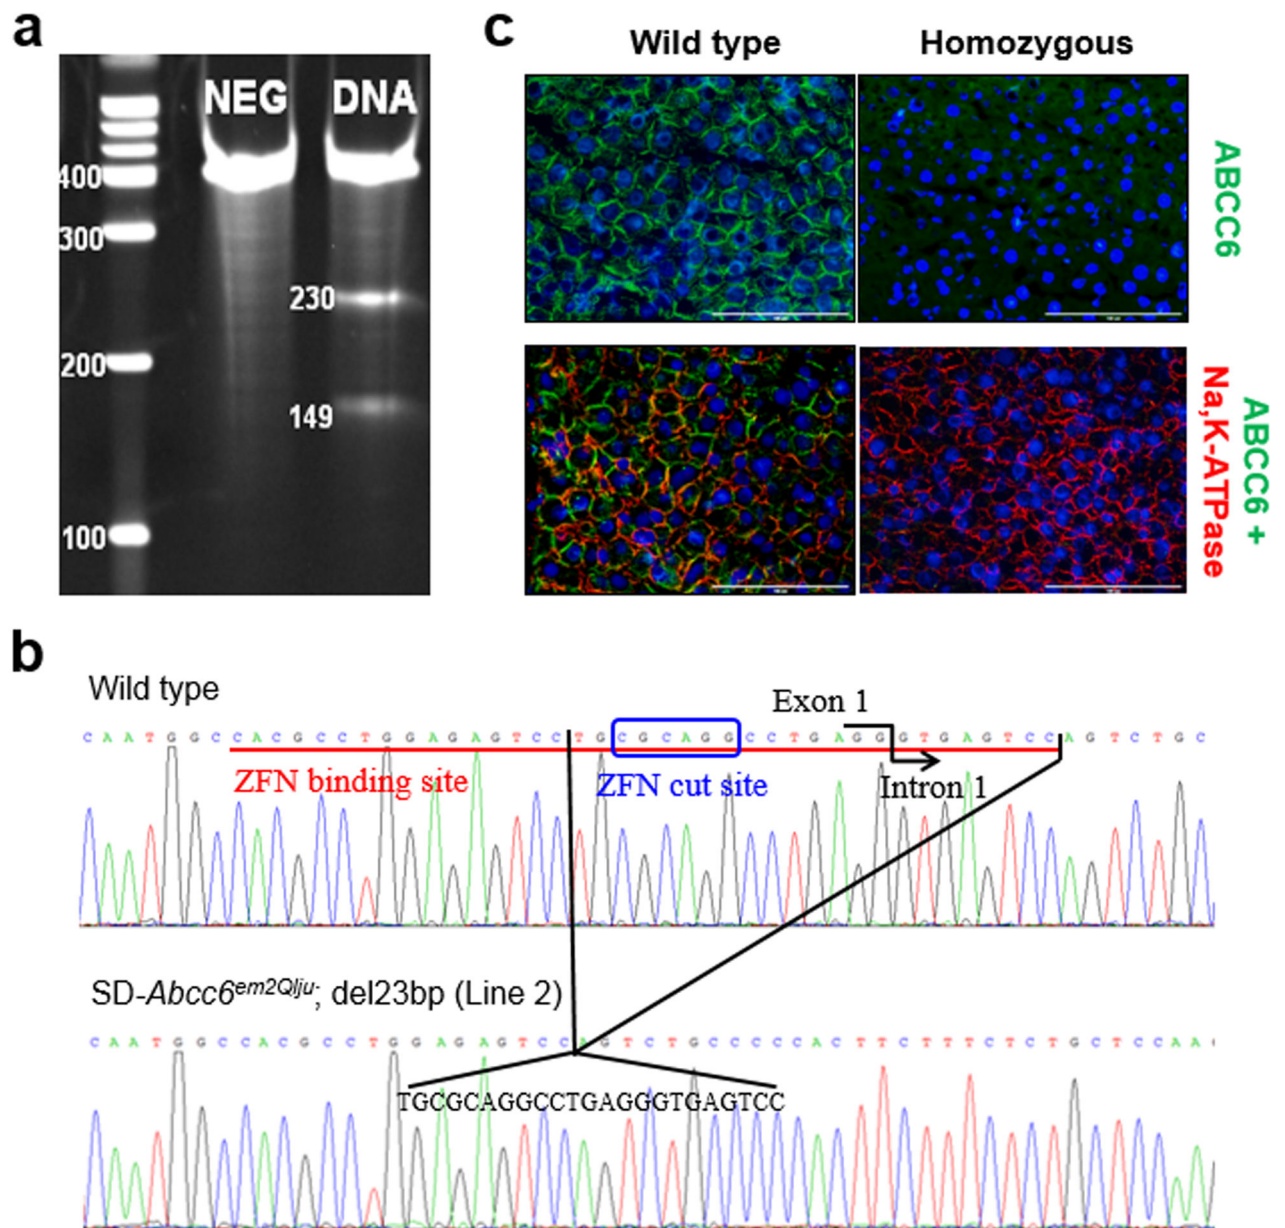 a
NEG DNA
400
300
230
200
149
100
c
Wild type Homozygous
ABCC6
ABCC6 +
Na,K-ATPase
b
Wild type
Exon 1
C A A T G G C C A C G C C T G G A G A G T C C T G C G C A G G C C T G A G G G T G A G T C C A G T C T G C
ZFN binding site ZFN cut site Intron 1
SD-Abcc6em2Qlju-; del23bp (Line 2)
C A A T G G C C A C G C C T G G A G A G T C C A G T C T G C C C C C A C T T C T T T C T C T G C T C C A A
TGCGCAGGCCTGAGGGTGAGTCC